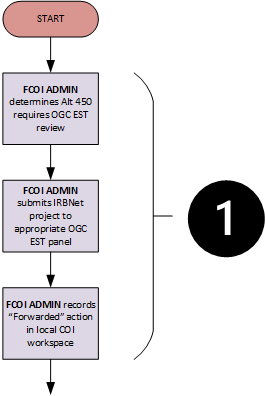 START
FCOI ADMIN
determines Alt 450
requires OGC EST
review
FCOI ADMIN
submits IRBNet
project to
appropriate OGC
EST panel
FCOI ADMIN records
“Forwarded” action
in local COI
workspace
1